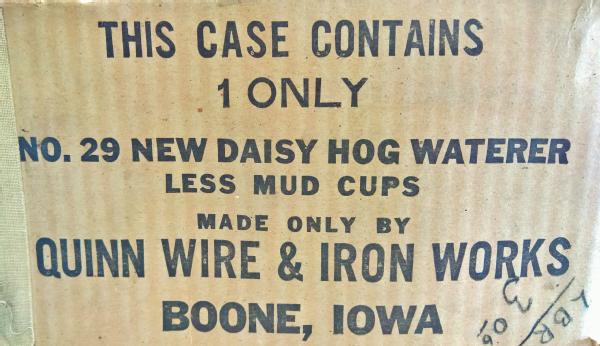 THIS CASE CONTAINS
1 ONLY
NO. 29 NEW DAISY HOG WATERER
LESS MUD CUPS
MADE ONLY BY
QUINN WIRE & IRON WORKS
BOONE, IOWA
LBR